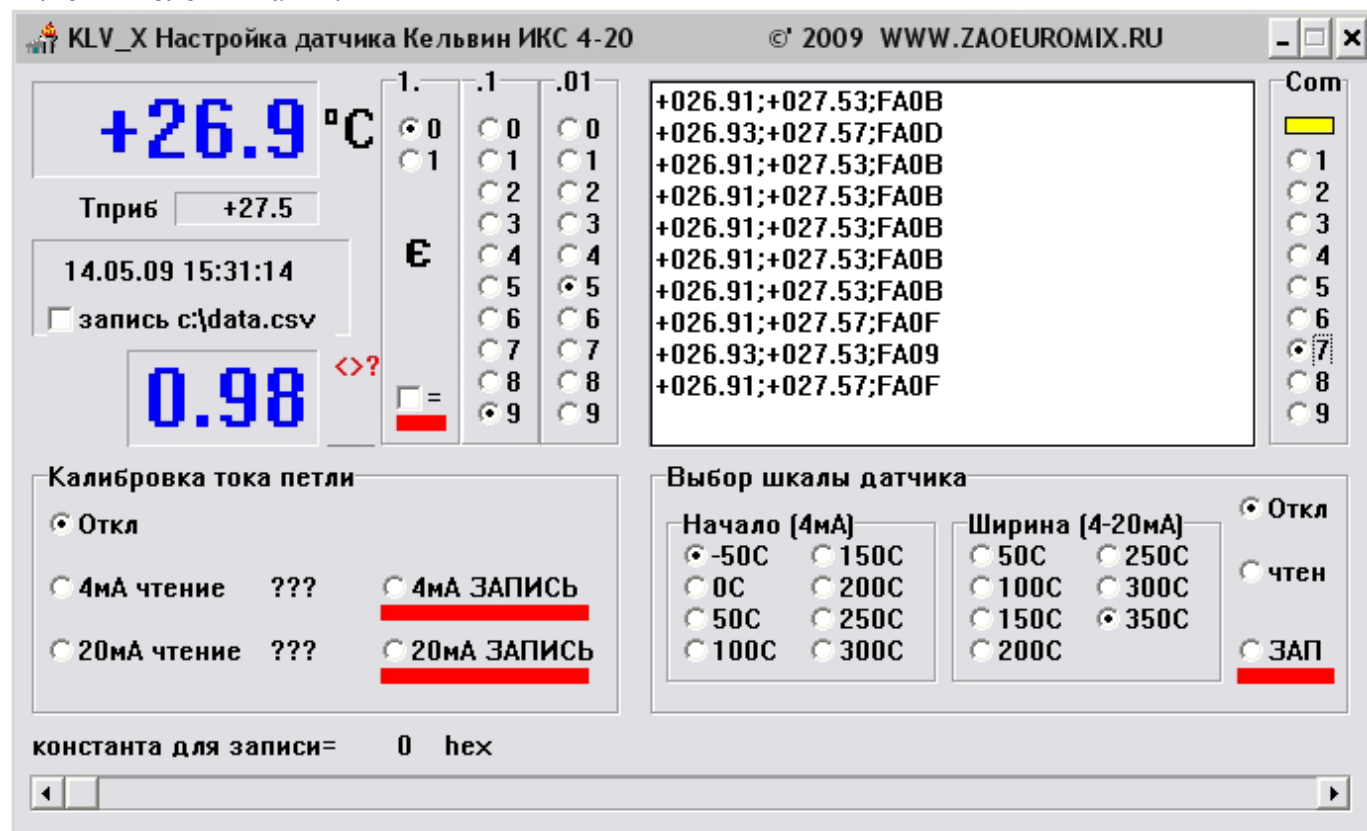 KLV_X Настройка датчика Кельвин ИКС 4-20 © 2009 WWW.ZAOEUROMIX.RU
+26.9 °C
Тприб +27.5
14.05.09 15:31:14
запись c:\data.csv
0.98 <>?
1. .1 .01
0 0 0
1 1 1
2 2
3 3
Є 4 4
5 5
6 6
7 7
8 8
= 9 9
+026.91;+027.53;FA0B
+026.93;+027.57;FA0D
+026.91;+027.53;FA0B
+026.91;+027.53;FA0B
+026.91;+027.53;FA0B
+026.91;+027.53;FA0B
+026.91;+027.53;FA0B
+026.91;+027.57;FA0F
+026.93;+027.53;FA09
+026.91;+027.57;FA0F
Com
1
2
3
4
5
6
7
8
9
Калибровка тока петли
Откл
4мА чтение ??? 4мА ЗАПИСЬ
20мА чтение ??? 20мА ЗАПИСЬ
Выбор шкалы датчика
Начало (4мА)
-50C 150C
0C 200C
50C 250C
100C 300C
Ширина (4-20мА)
50C 250C
100C 300C
150C 350C
200C
Откл
чтен
ЗАП
константа для записи= 0 hex